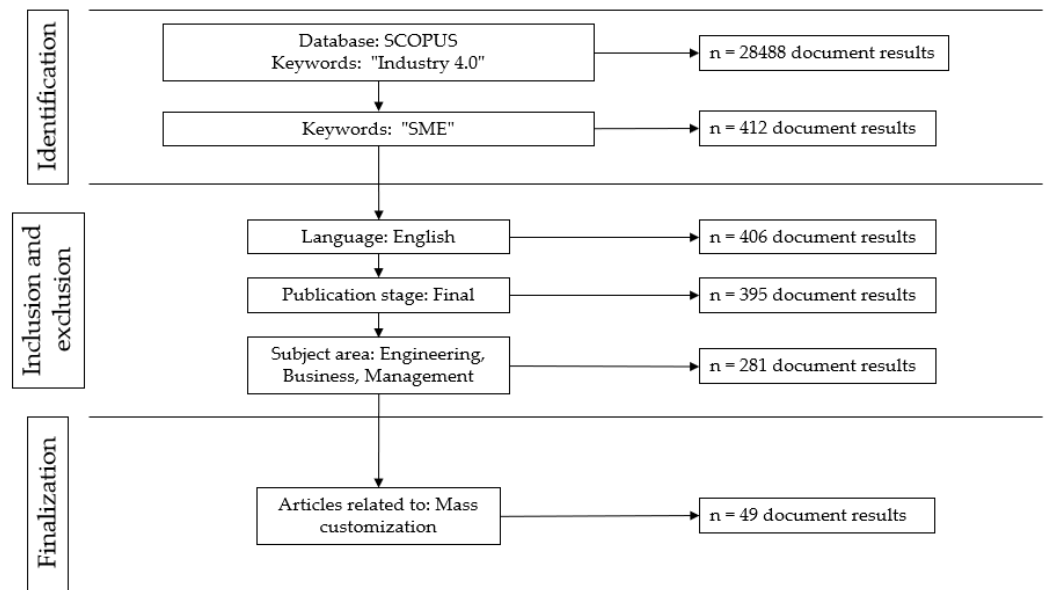 Identification
Database: SCOPUS
Keywords:  "Industry 4.0"
n = 28488 document results
Keywords:  "SME"
n = 412 document results
Inclusion and
exclusion
Language: English
n = 406 document results
Publication stage: Final
n = 395 document results
Subject area: Engineering,
Business, Management
n = 281 document results
Finalization
Articles related to: Mass
customization
n = 49 document results